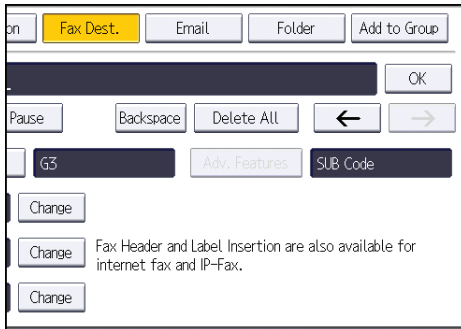 on Fax Dest. Email Folder Add to Group
OK
Pause Backspace Delete All ← →
G3 Adv. Features SUB Code
Change
Change Fax Header and Label Insertion are also available for
internet fax and IP-Fax.
Change